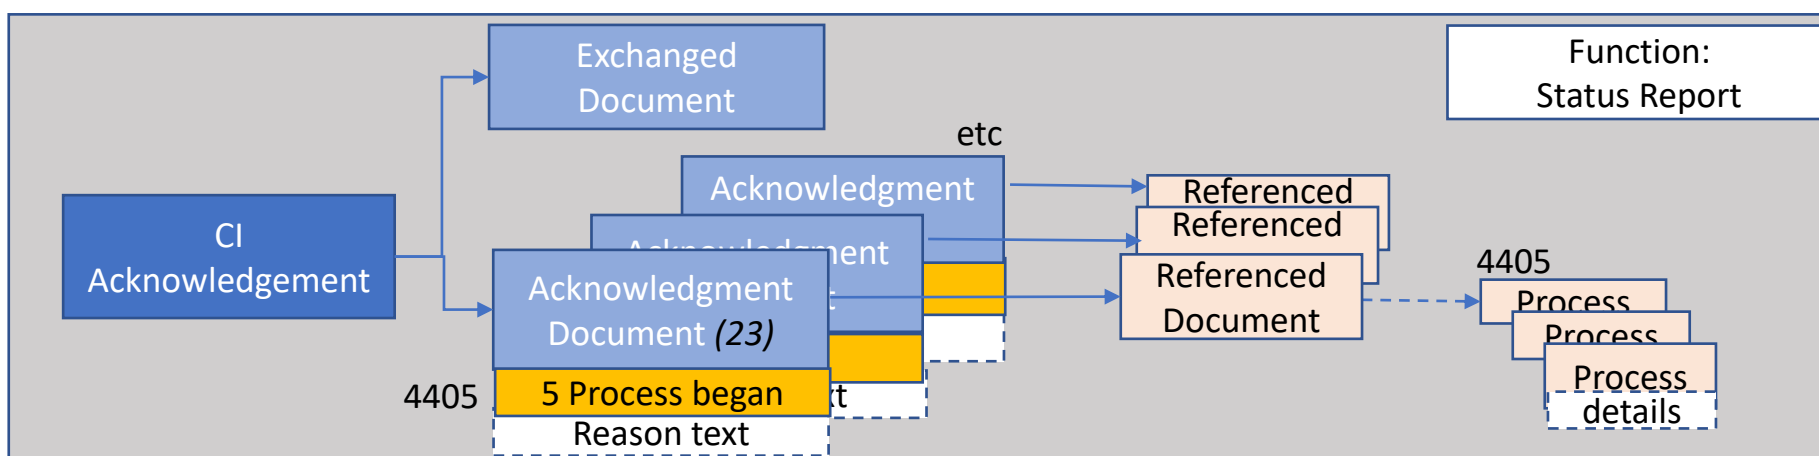 Exchanged
Document
Function:
Status Report
etc
Acknowledgment
Referenced
CI
Acknowledgement
Referenced
4405
Acknowledgment
Document (23)
Referenced
Document
Process
Process
Process
details
4405
5 Process began
Reason text